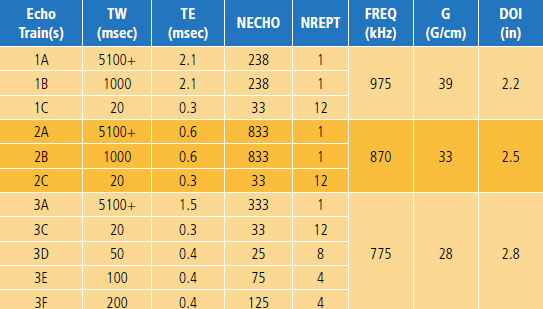 Echo Train(s) TW (msec) TE (msec) NECHO NREPT FREQ (kHz) G (G/cm) DOI (in)
1A 5100+ 2.1 238 1
1B 1000 2.1 238 1 975 39 2.2
1C 20 0.3 33 12
2A 5100+ 0.6 833 1
2B 1000 0.6 833 1 870 33 2.5
2C 20 0.3 33 12
3A 5100+ 1.5 333 1
3C 20 0.3 33 12
3D 50 0.4 25 8 775 28 2.8
3E 100 0.4 75 4
3F 200 0.4 125 4